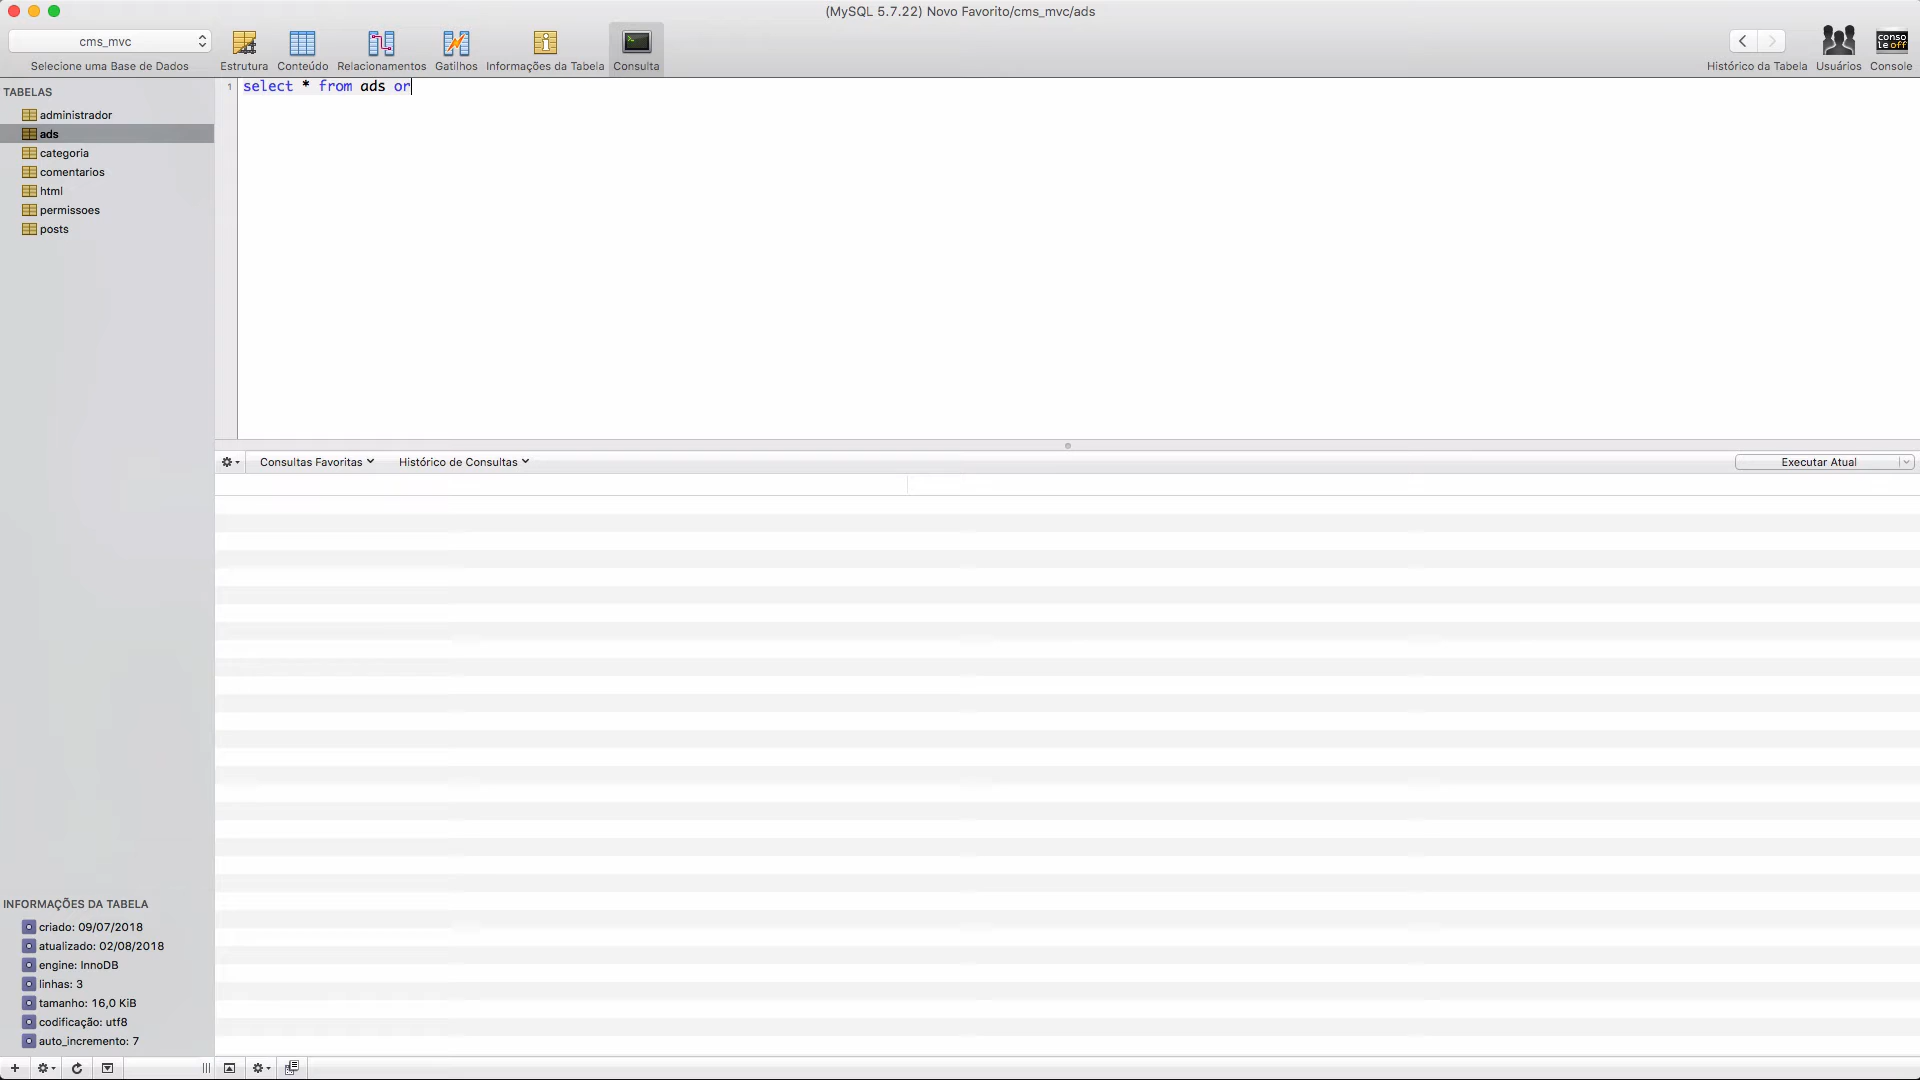 (MySQL 5.7.22) Novo Favorito/cms_mvc/ads
cms_mvc
Selecione uma Base de Dados
Estrutura
Conteúdo
Relacionamentos
Gatilhos
Informações da Tabela
Consulta
Histórico da Tabela
Usuários
conso
le off
Console
TABELAS
administrador
ads
categoria
comentarios
html
permissoes
posts
1
select * from ads or
Consultas Favoritas
Histórico de Consultas
Executar Atual
INFORMAÇÕES DA TABELA
criado: 09/07/2018
atualizado: 02/08/2018
engine: InnoDB
linhas: 3
tamanho: 16,0 KiB
codificação: utf8
auto_incremento: 7